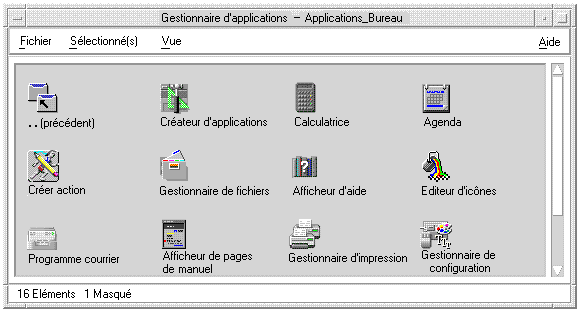 Gestionnaire d'applications – Applications_Bureau
Fichier Sélectionné(s) Vue Aide
. . (précédent) Créateur d'applications Calculatrice Agenda
Créer action Gestionnaire de fichiers Afficheur d'aide Editeur d'icônes
Programme courrier Afficheur de pages de manuel Gestionnaire d'impression Gestionnaire de configuration
16 Eléments 1 Masqué